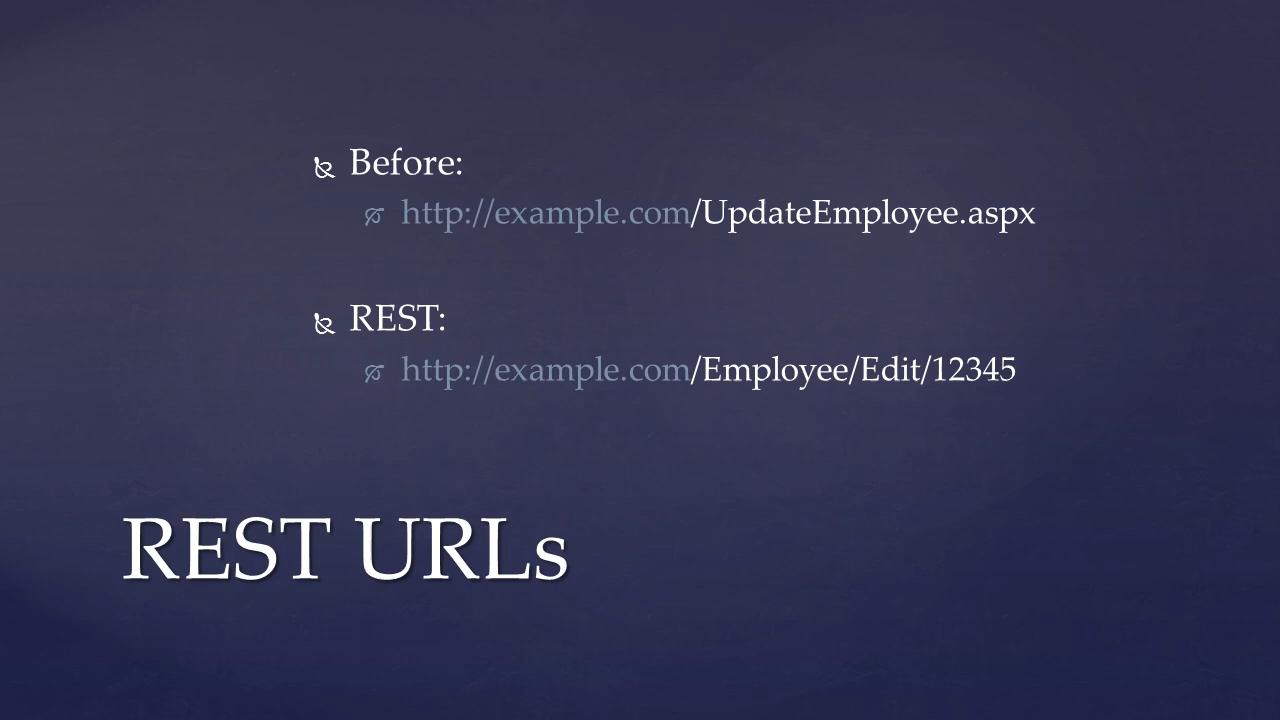 Before:
http://example.com/UpdateEmployee.aspx
REST:
http://example.com/Employee/Edit/12345
REST URLs